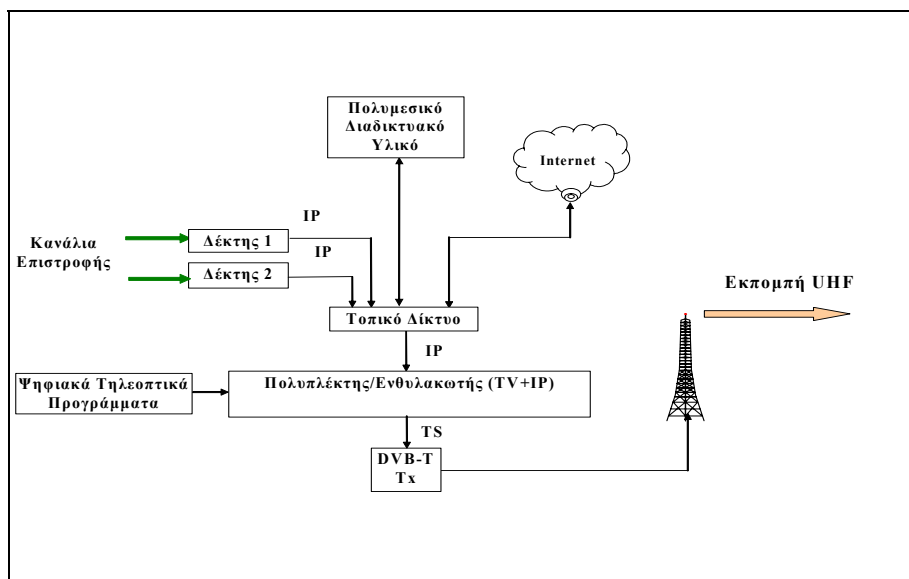 Πολυμεσικό
Διαδικτυακό
Υλικό
Internet
IP
Κανάλια
Επιστροφής
Δέκτης 1
IP
Δέκτης 2
Εκπομπή UHF
Τοπικό Δίκτυο
IP
Ψηφιακά Τηλεοπτικά
Προγράμματα
Πολυπλέκτης/Ενθυλακωτής (TV+IP)
TS
DVB-T
Tx